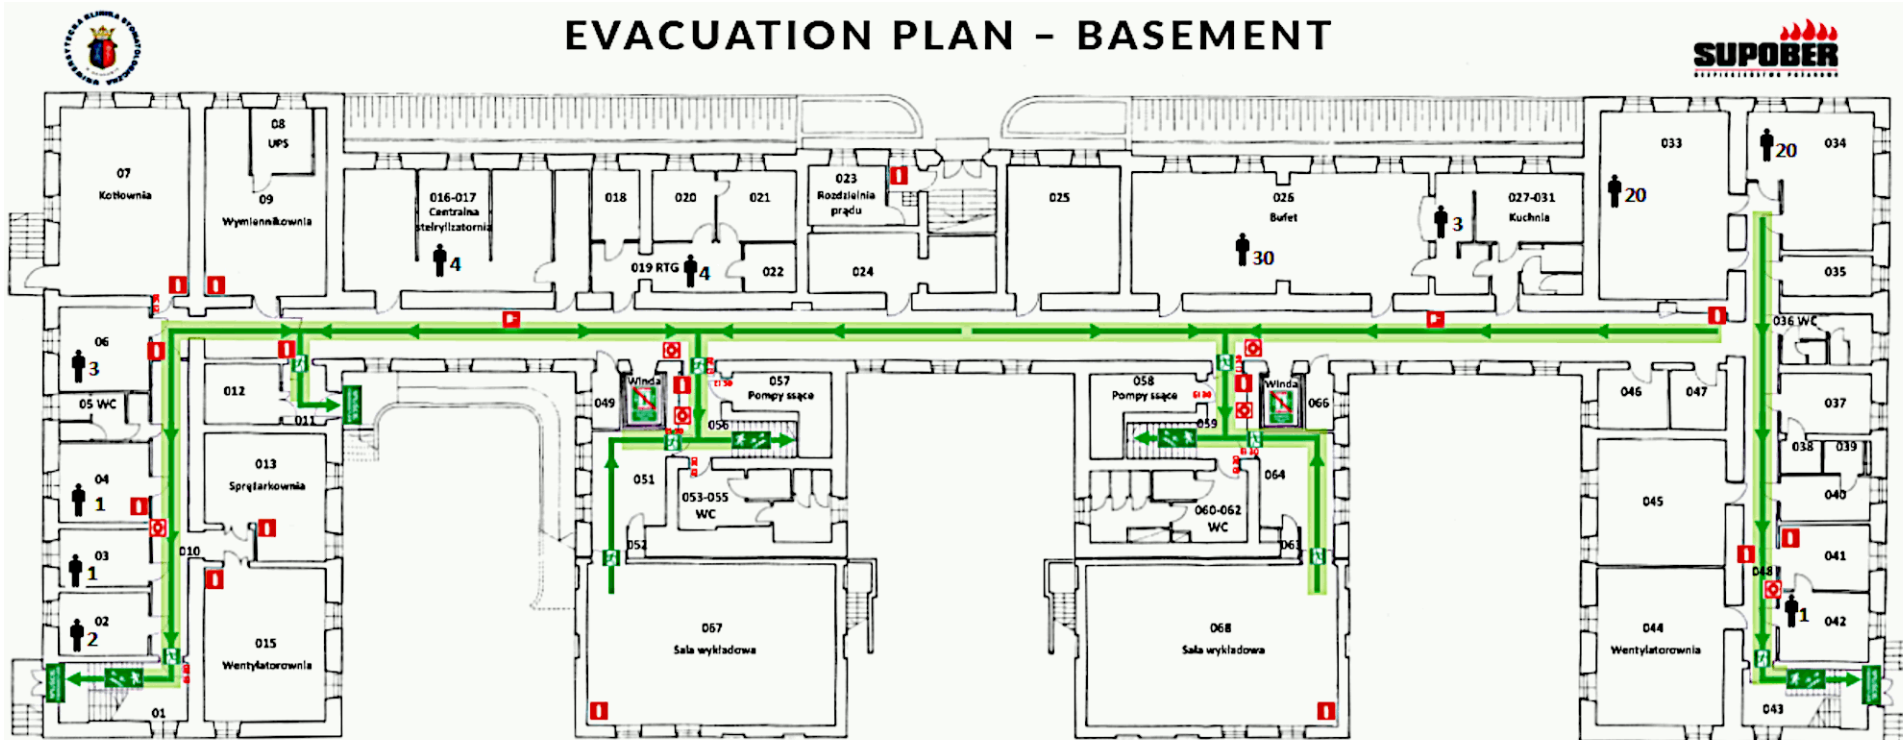 EVACUATION PLAN – BASEMENT
SUPOBER
BEZPIECZEŃSTWO POŻAROWE
07
Kotłownia
08
UPS
09
Wymiennikownia
016-017
Centralna
stelryllzatornia
4
018
020
021
019 RTG
4
022
023
Rozdzielnia
prądu
024
025
026
Bufet
30
3
027-031
Kuchnia
033
20
20
034
035
036 WC
06
3
05 WC
04
1
03
1
02
2
01
010
012
011
013
Sprężarkownia
015
Wentylatorownia
049
Winda
057
Pompy ssące
056
051
052
053-055
WC
067
Sala wykładowa
058
Pompy ssące
059
Winda
066
064
060-062
WC
068
Sala wykładowa
046
047
045
044
Wentylatorownia
037
038
039
040
041
048
1
042
043